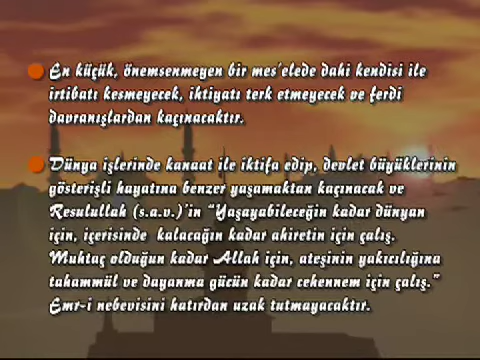 En küçük, önemsenmeyen bir mes'elede dahi kendisi ile
irtibatı kesmeyecek, ihtiyatı terk etmeyecek ve ferdi
davranışlardan kaçınacaktır.
Dünya işlerinde kanaat ile iktifa edip, devlet büyüklerinin
gösterişli hayatına benzer yaşamaktan kaçınacak ve
Resulullah (s.a.v.)'in "Yaşayabileceğin kadar dünyan
için, içerisinde kalacağın kadar ahiretin için çalış.
Muhtaç olduğun kadar Allah için, ateşinin yakıcılığına
tahammül ve dayanma gücün kadar cehennem için çalış."
Emr-i nebevisini hatırdan uzak tutmayacaktır.